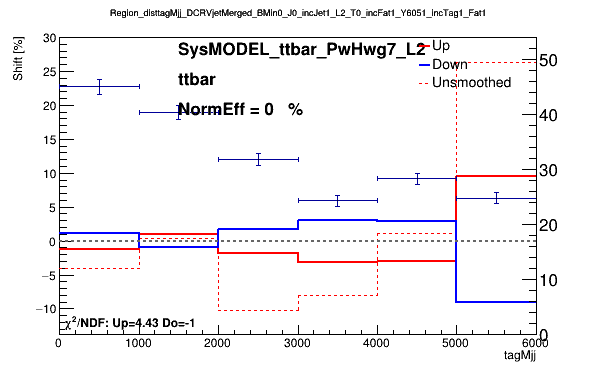 Region_disttagMjj_DCRVjetMerged_BMin0_J0_incJet1_L2_T0_incFat1_Y6051_incTag1_Fat1
Shift [%]
SysMODEL_ttbar_PwHwg7_L2
ttbar
NormEff = 0 %
Up
Down
Unsmoothed
30
25
20
15
10
5
0
−5
−10
50
40
30
20
10
0
χ²/NDF: Up=4.43 Do=-1
0 1000 2000 3000 4000 5000 6000
tagMjj